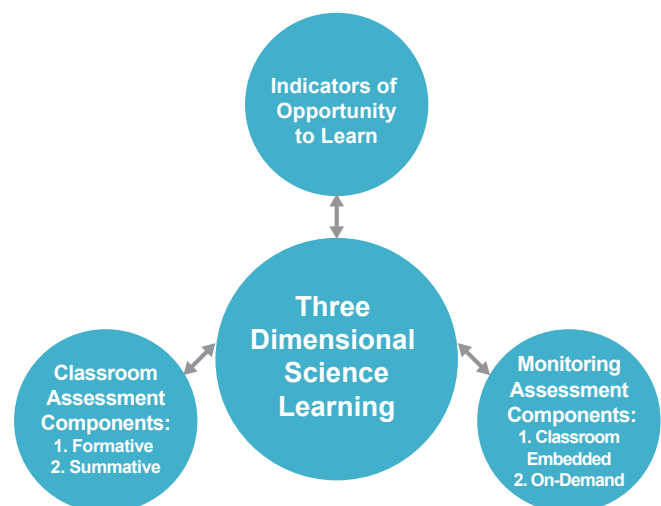 Indicators of
Opportunity
to Learn
Three
Dimensional
Science
Learning
Classroom
Assessment
Components:
1. Formative
2. Summative
Monitoring
Assessment
Components:
1. Classroom
Embedded
2. On-Demand